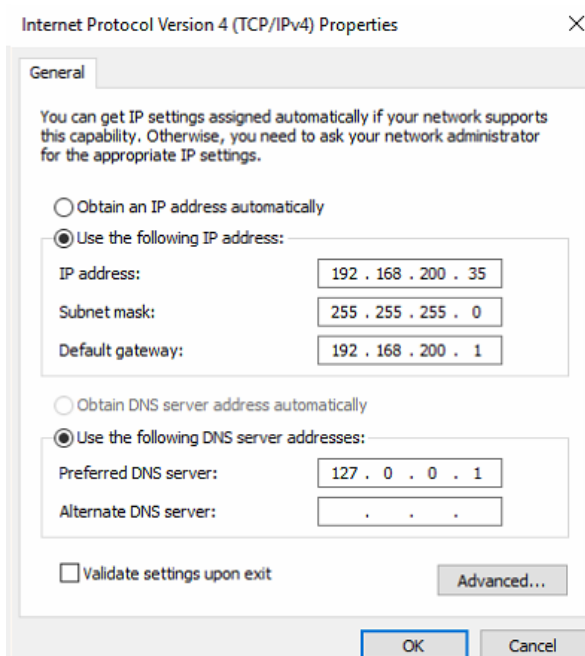 Internet Protocol Version 4 (TCP/IPv4) Properties
General
You can get IP settings assigned automatically if your network supports
this capability. Otherwise, you need to ask your network administrator
for the appropriate IP settings.
Obtain an IP address automatically
Use the following IP address:
IP address: 192 . 168 . 200 . 35
Subnet mask: 255 . 255 . 255 . 0
Default gateway: 192 . 168 . 200 . 1
Obtain DNS server address automatically
Use the following DNS server addresses:
Preferred DNS server: 127 . 0 . 0 . 1
Alternate DNS server: . . .
Validate settings upon exit
Advanced...
OK Cancel